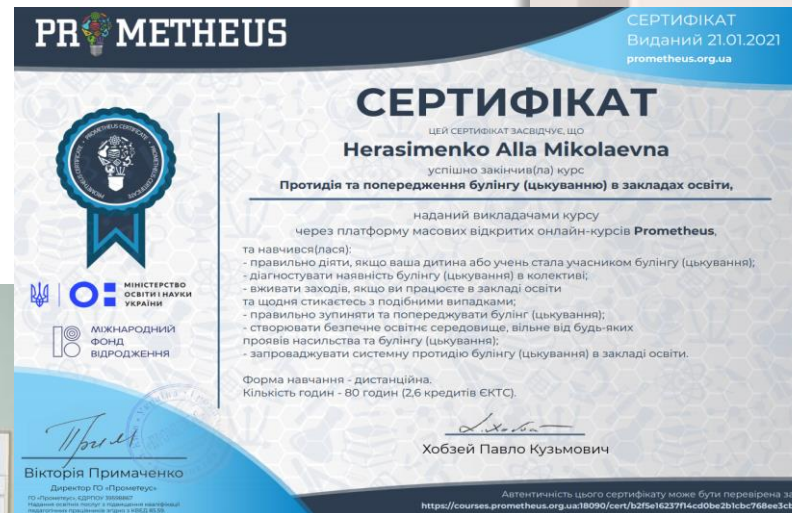 PROMETHEUS
СЕРТИФІКАТ
Виданий 21.01.2021
prometheus.org.ua
СЕРТИФІКАТ
ЦЕЙ СЕРТИФІКАТ ЗАСВІДЧУЄ, ЩО
Herasimenko Alla Mikolaevna
успішно закінчив(ла) курс
Протидія та попередження булінгу (цькуванню) в закладах освіти,
наданий викладачами курсу
через платформу масових відкритих онлайн-курсів Prometheus,
та навчився(лася):
- правильно діяти, якщо ваша дитина або учень стала учасником булінгу (цькування);
- діагностувати наявність булінгу (цькування) в колективі;
- вживати заходів, якщо ви працюєте в закладі освіти
та щодня стикаєтесь з подібними випадками;
- правильно зупиняти та попереджувати булінг (цькування);
- створювати безпечне освітнє середовище, вільне від будь-яких
проявів насильства та булінгу (цькування);
- запроваджувати системну протидію булінгу (цькування) в закладі освіти.
Форма навчання - дистанційна.
Кількість годин - 80 годин (2,6 кредитів ЄКТС).
PROMETHEUS CERTIFICATE
МІНІСТЕРСТВО
ОСВІТИ І НАУКИ
УКРАЇНИ
МІЖНАРОДНИЙ
ФОНД
ВІДРОДЖЕННЯ
Вікторія Примаченко
Директор ГО «Прометеус»
Хобзей Павло Кузьмович
Автентичність цього сертифікату може бути перевірена за